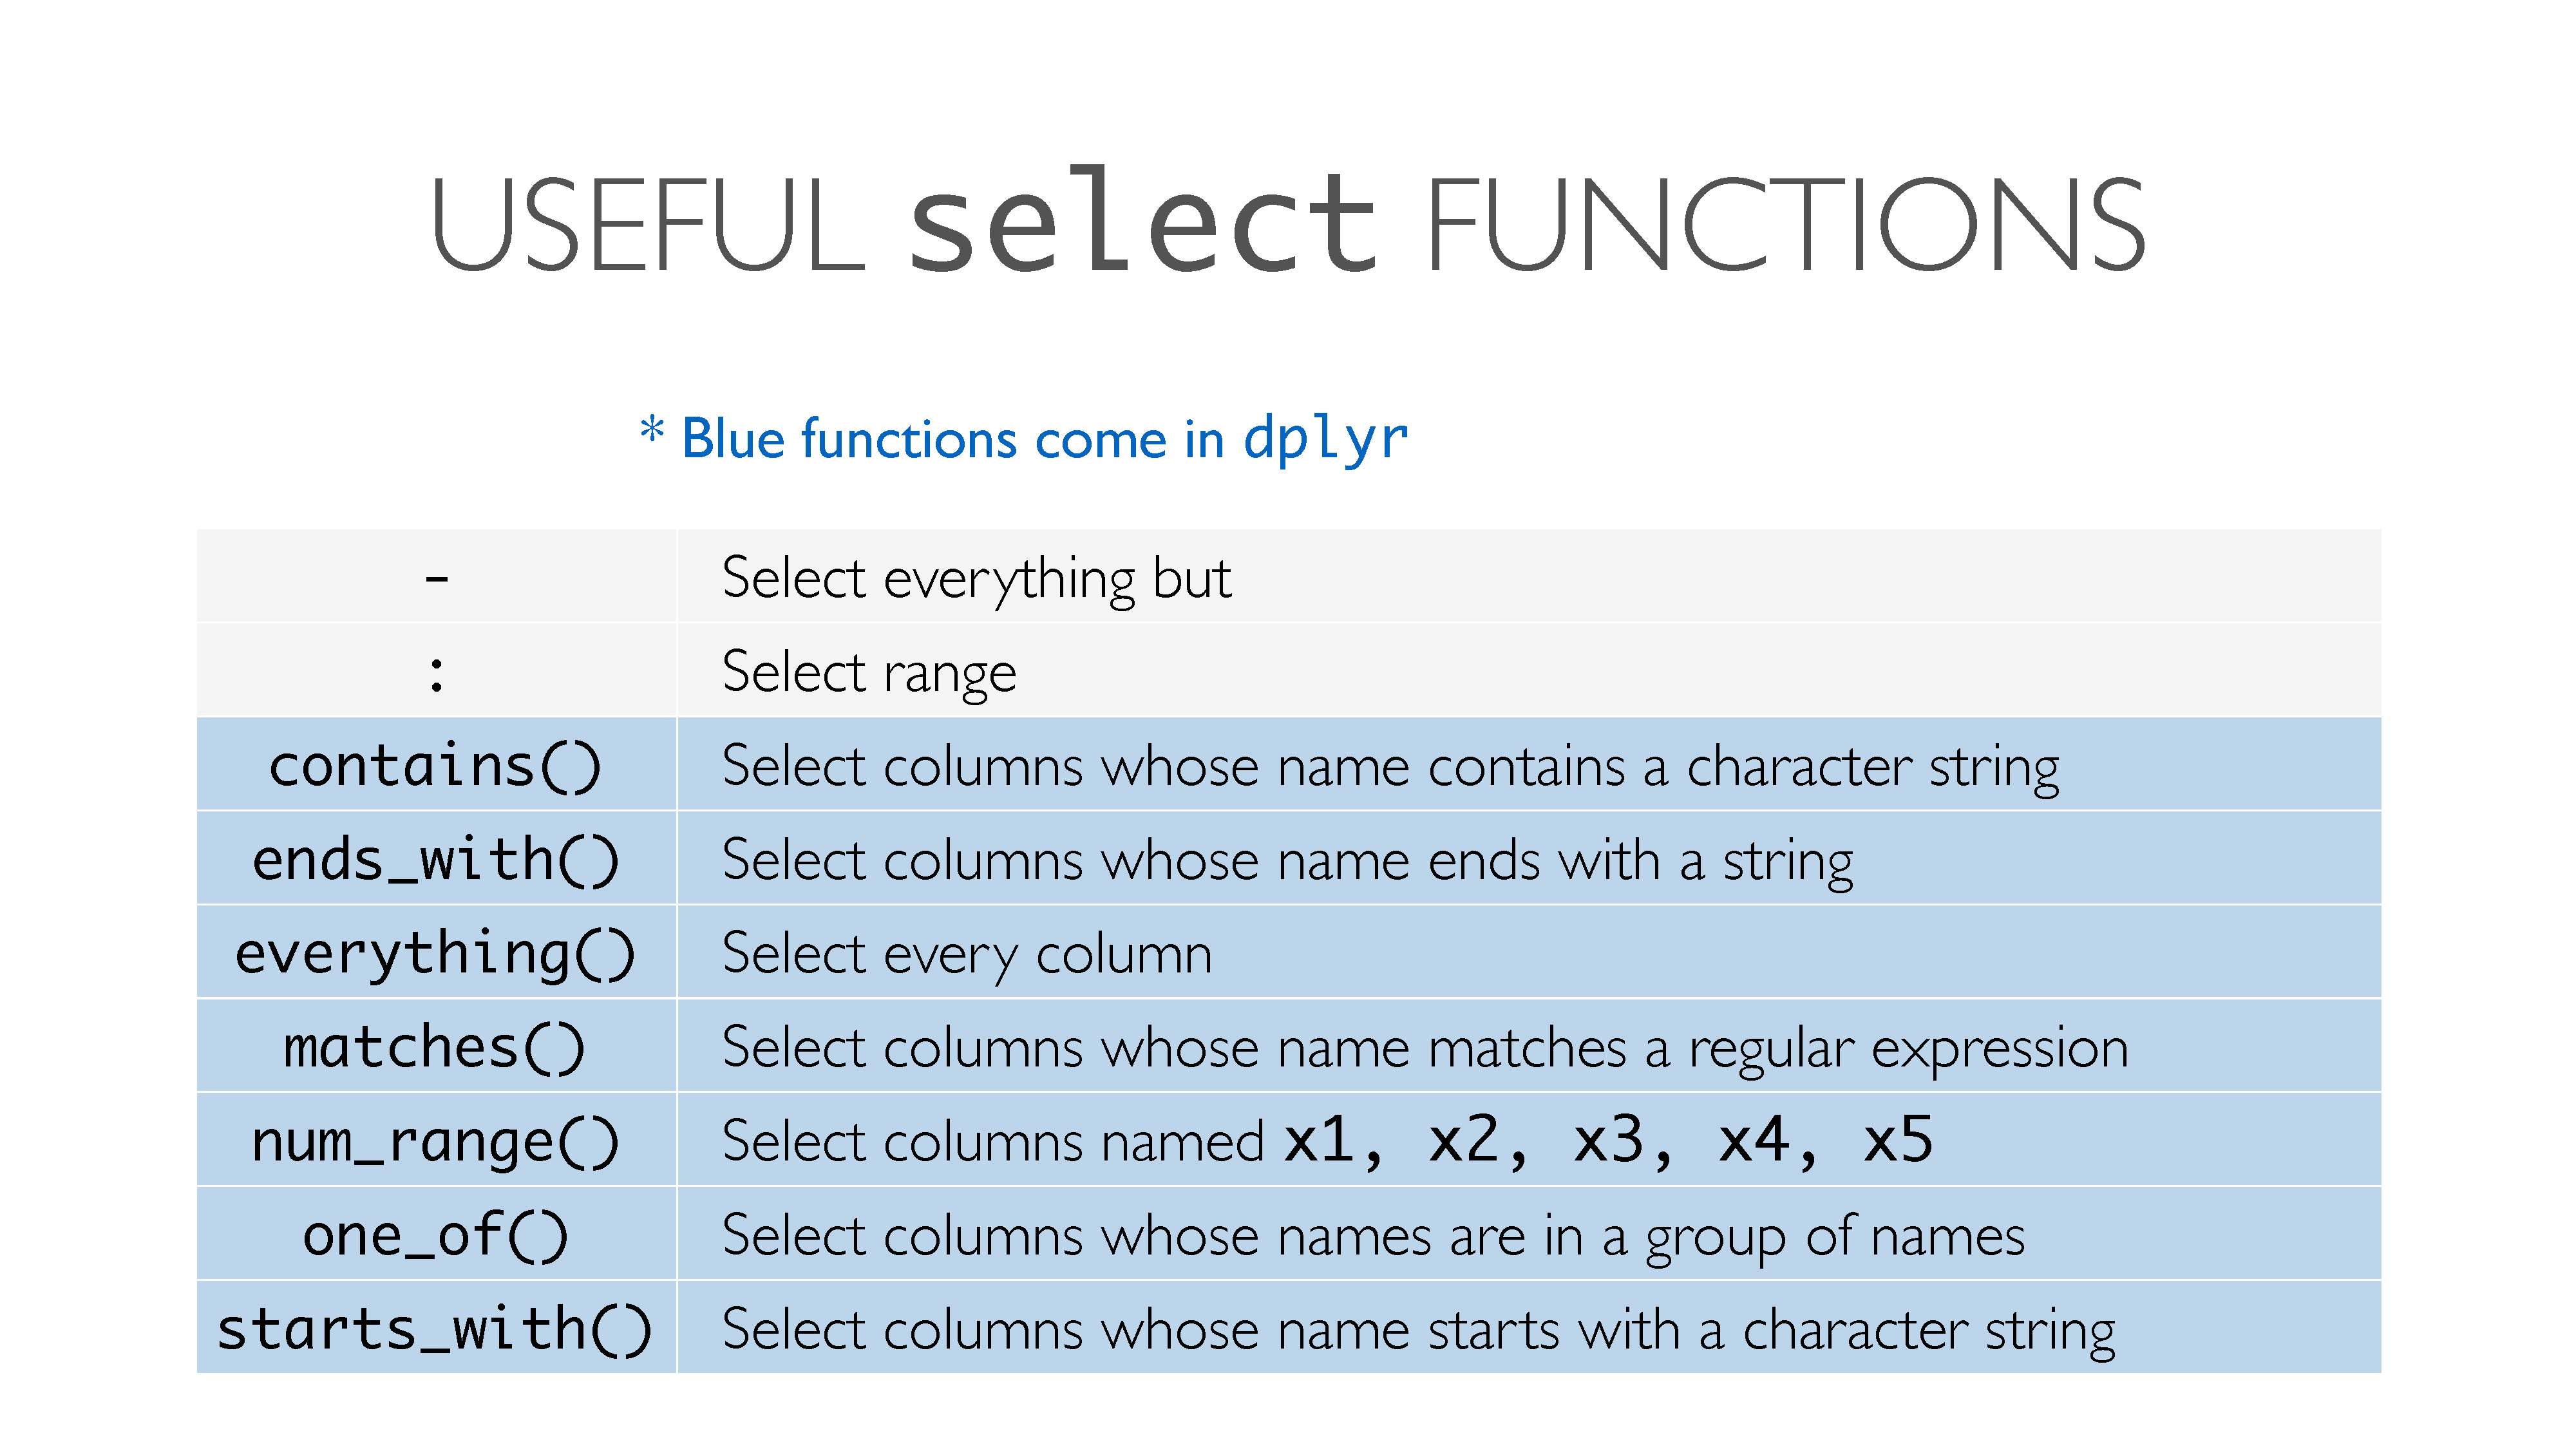 USEFUL select FUNCTIONS
* Blue functions come in dplyr
- Select everything but
: Select range
contains() Select columns whose name contains a character string
ends_with() Select columns whose name ends with a string
everything() Select every column
matches() Select columns whose name matches a regular expression
num_range() Select columns named x1, x2, x3, x4, x5
one_of() Select columns whose names are in a group of names
starts_with() Select columns whose name starts with a character string